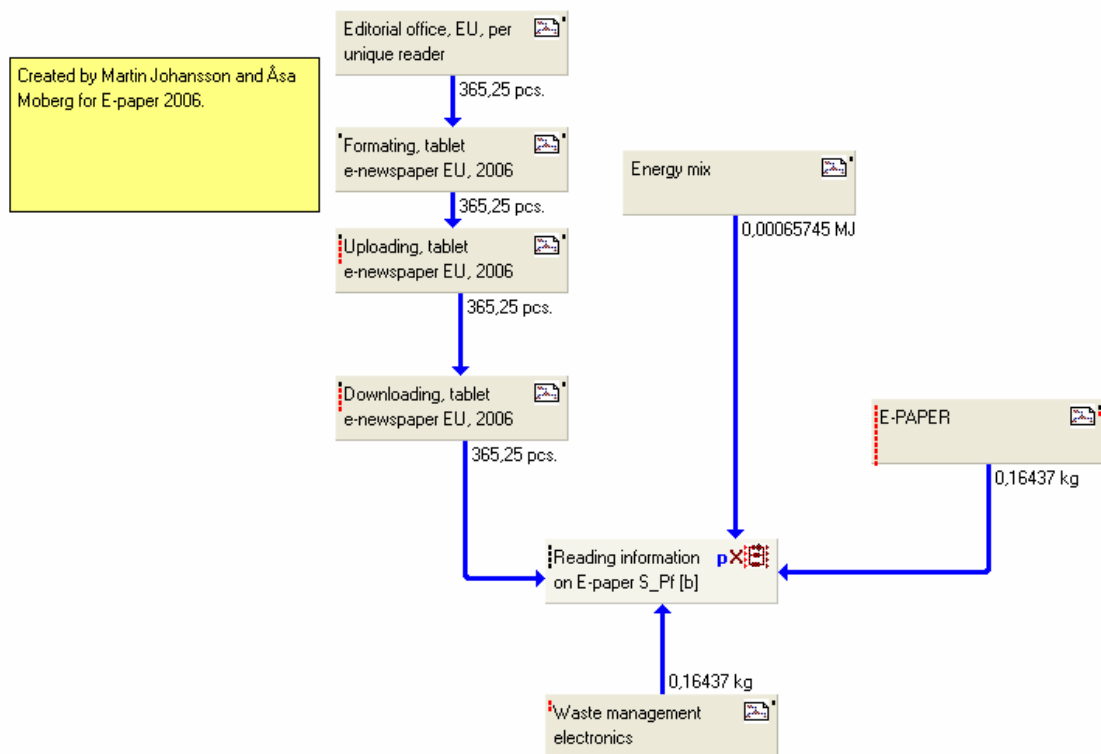 Editorial office, EU, per
unique reader
Created by Martin Johansson and Åsa
Moberg for E-paper 2006.
365,25 pcs.
Formating, tablet
e-newspaper EU, 2006
Energy mix
365,25 pcs.
0,00065745 MJ
Uploading, tablet
e-newspaper EU, 2006
365,25 pcs.
Downloading, tablet
e-newspaper EU, 2006
E-PAPER
365,25 pcs.
0,16437 kg
Reading information
on E-paper S_Pf [b]
pX
0,16437 kg
Waste management
electronics